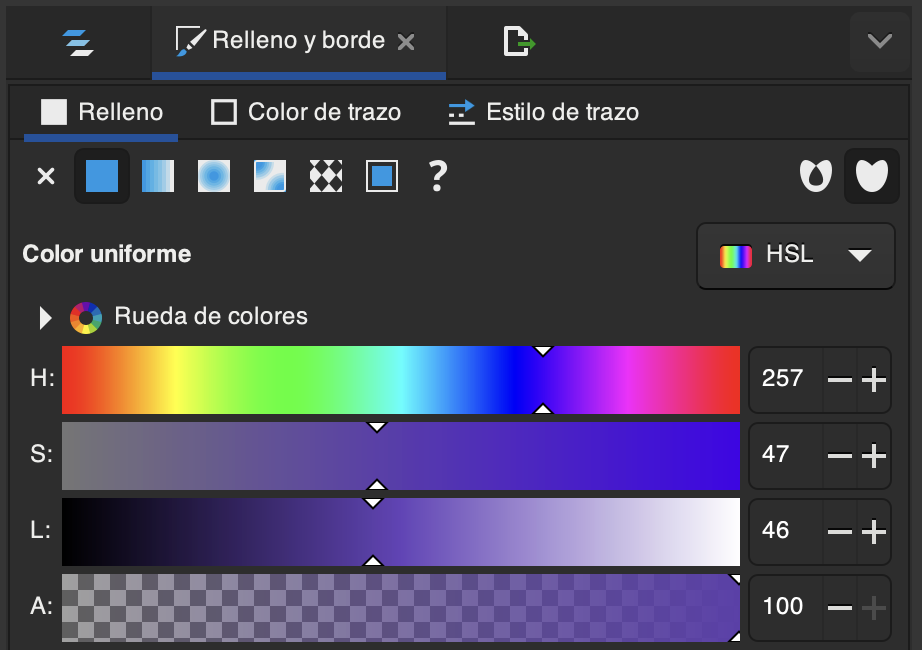 Relleno y borde
Relleno Color de trazo Estilo de trazo
?
Color uniforme HSL
Rueda de colores
H: 257
S: 47
L: 46
A: 100